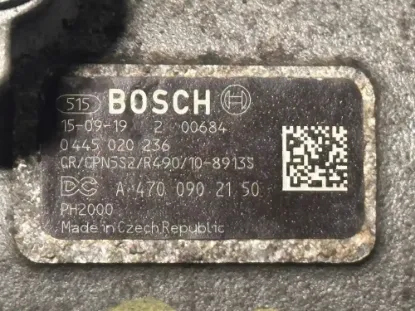 515 BOSCH
15-09-19 2 00684
0 445 020 236
CR/CPN5S2/R490/10-8913S
DC A 470 090 21 50
PH2000
Made in Czech Republic